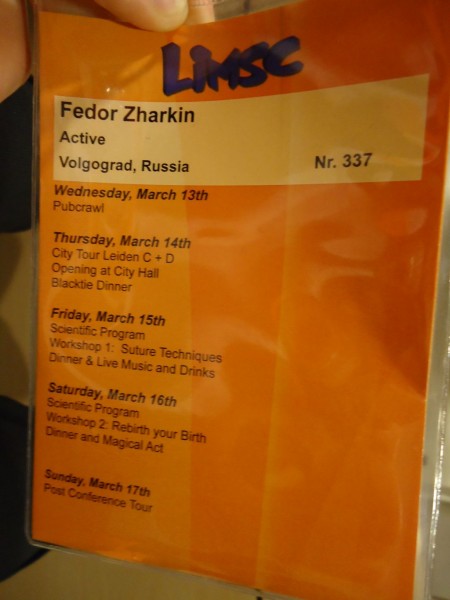 LIMSC
Fedor Zharkin
Active
Volgograd, Russia Nr. 337
Wednesday, March 13th
Pubcrawl
Thursday, March 14th
City Tour Leiden C + D
Opening at City Hall
Blacktie Dinner
Friday, March 15th
Scientific Program
Workshop 1: Suture Techniques
Dinner & Live Music and Drinks
Saturday, March 16th
Scientific Program
Workshop 2: Rebirth your Birth
Dinner and Magical Act
Sunday, March 17th
Post Conference Tour